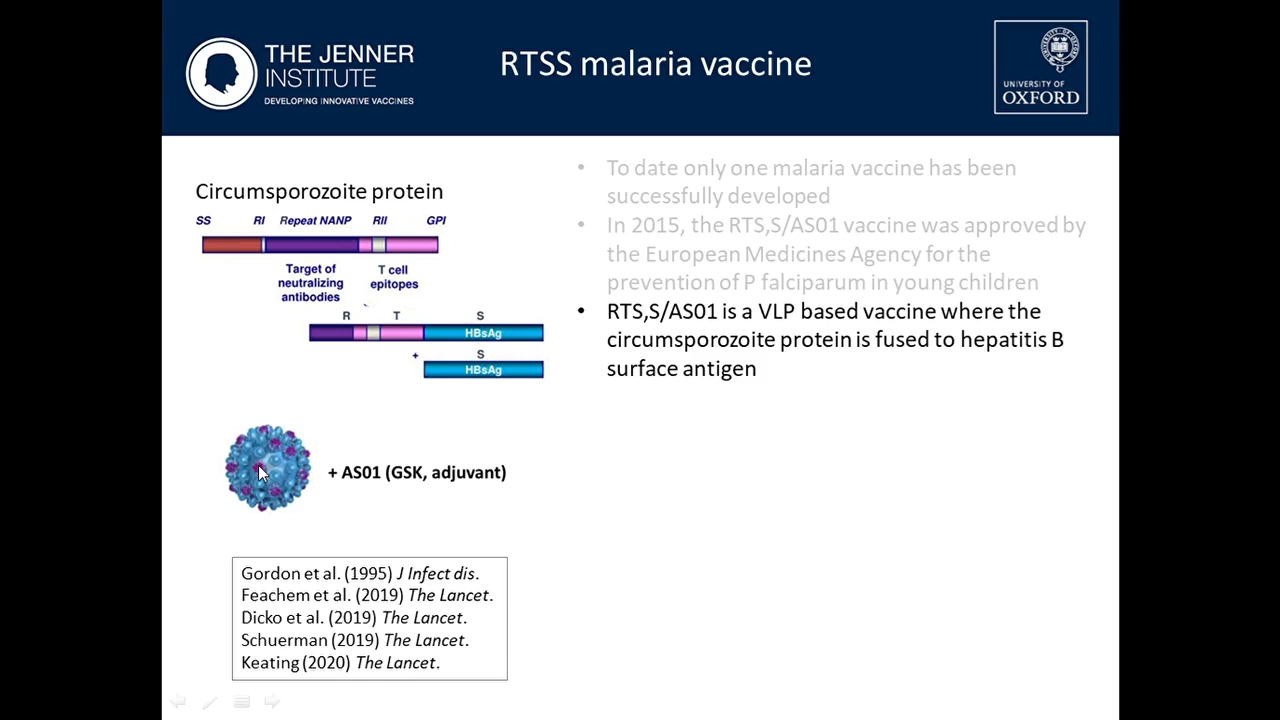 THE JENNER
INSTITUTE
DEVELOPING INNOVATIVE VACCINES
RTSS malaria vaccine
UNIVERSITY OF
OXFORD
Circumsporozoite protein
SS RI Repeat NANP RII GPI
Target of
neutralizing
antibodies
T cell
epitopes
R T S
HBsAg
+ S
HBsAg
+ AS01 (GSK, adjuvant)
Gordon et al. (1995) J Infect dis.
Feachem et al. (2019) The Lancet.
Dicko et al. (2019) The Lancet.
Schuerman (2019) The Lancet.
Keating (2020) The Lancet.
• To date only one malaria vaccine has been
successfully developed
• In 2015, the RTS,S/AS01 vaccine was approved by
the European Medicines Agency for the
prevention of P falciparum in young children
• RTS,S/AS01 is a VLP based vaccine where the
circumsporozoite protein is fused to hepatitis B
surface antigen